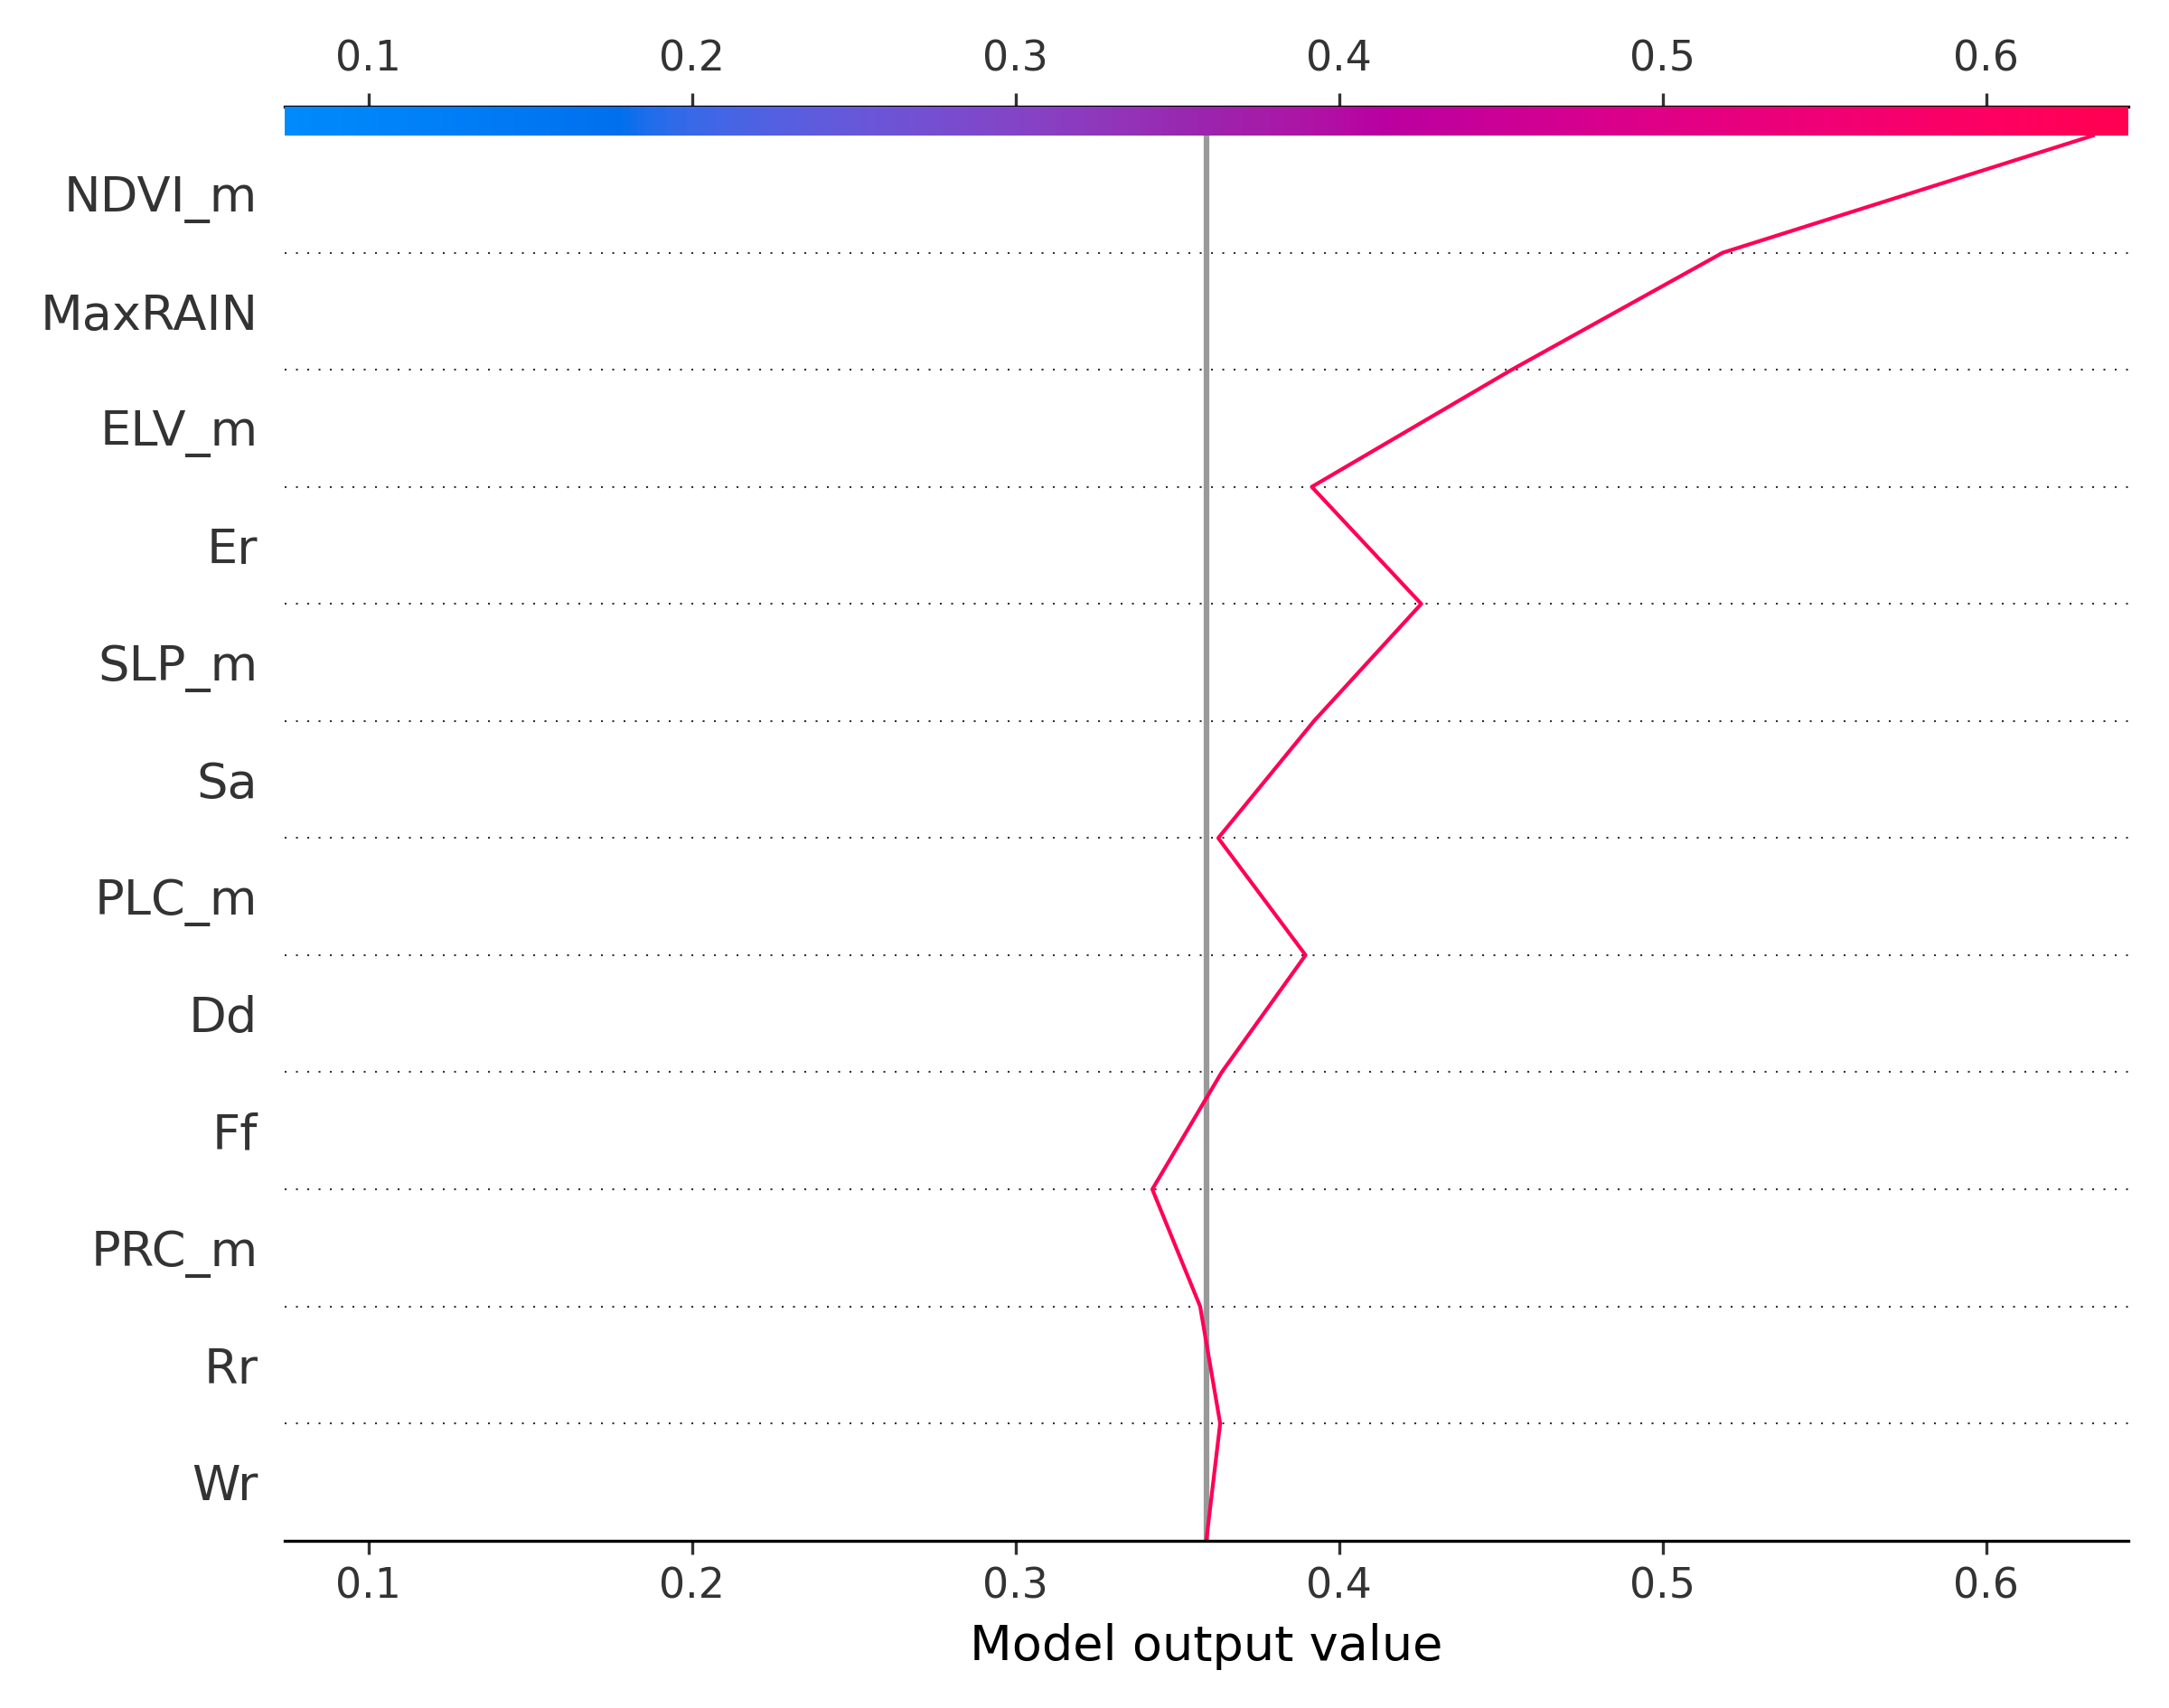 0.1 0.2 0.3 0.4 0.5 0.6
NDVI_m
MaxRAIN
ELV_m
Er
SLP_m
Sa
PLC_m
Dd
Ff
PRC_m
Rr
Wr
0.1 0.2 0.3 0.4 0.5 0.6
Model output value